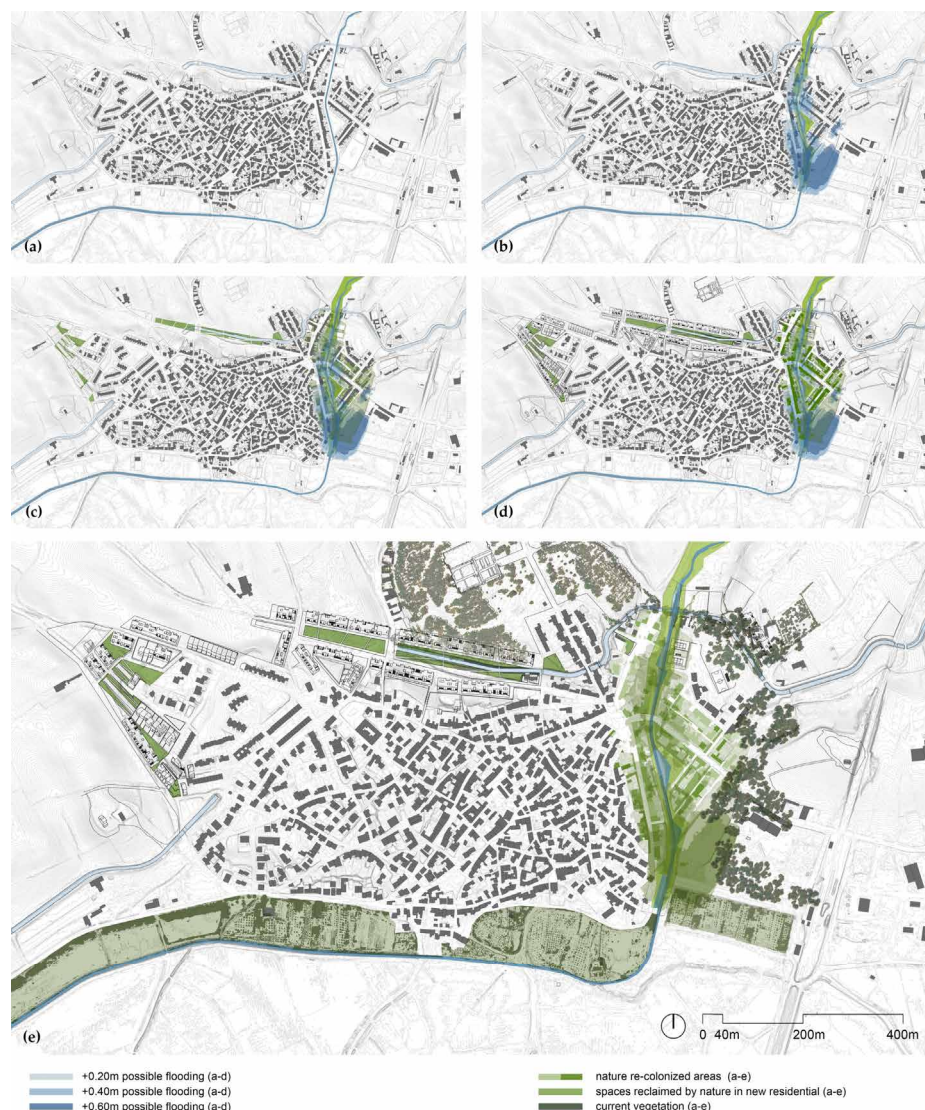 (a)
(b)
(c)
(d)
(e)
0 40m 200m 400m
+0.20m possible flooding (a-d)
+0.40m possible flooding (a-d)
+0.60m possible flooding (a-d)
nature re-colonized areas (a-e)
spaces reclaimed by nature in new residential (a-e)
current vegetation (a-e)